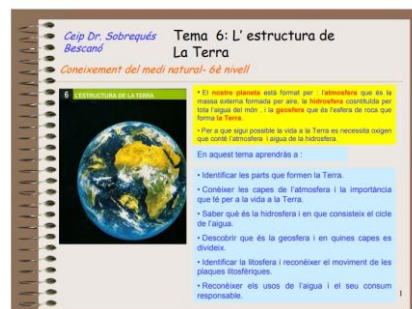 Ceip Dr. Sobrequés
Bescanó
Tema 6: L' estructura de
La Terra
Coneixement del medi natural- 6è nivell
6 L'ESTRUCTURA DE LA TERRA
• El nostre planeta està format per : l'atmosfera que és la
massa externa formada per aire, la hidrosfera cosntituïda per
tota l'aigua del món , i la geosfera que és l'esfera de roca que
forma la Terra.
• Per a que sigui possible la vida a la Terra es necessita oxigen
que conté l'atmosfera i aigua de la hidrosfera.
En aquest tema aprendràs a :
• Identificar les parts que formen la Terra.
• Conèixer les capes de l'atmosfera i la importància
que té per a la vida a la Terra.
• Saber què és la hidrosfera i en que consisteix el cicle
de l'aigua.
• Descobrir que és la geosfera i en quines capes es
divideix.
• Identificar la litosfera i reconèixer el moviment de les
plaques litosfèriques.
• Reconèixer els usos de l'aigua i el seu consum
responsable.
1